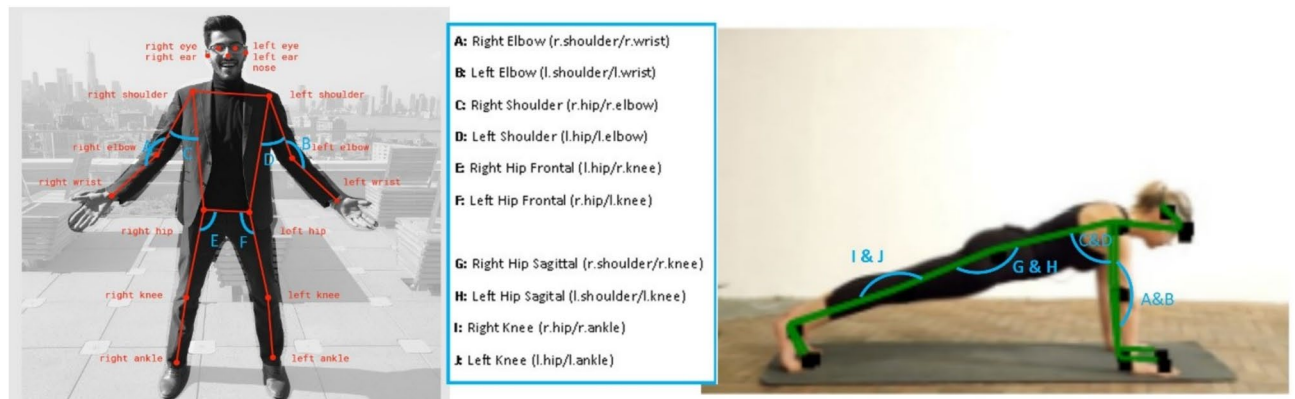 right eye left eye
right ear left ear
nose
right shoulder left shoulder
right elbow A C D B left elbow
right wrist left wrist
right hip left hip
E F
right knee left knee
right ankle left ankle
A: Right Elbow (r.shoulder/r.wrist)
B: Left Elbow (l.shoulder/l.wrist)
C: Right Shoulder (r.hip/r.elbow)
D: Left Shoulder (l.hip/l.elbow)
E: Right Hip Frontal (l.hip/r.knee)
F: Left Hip Frontal (r.hip/l.knee)
G: Right Hip Sagittal (r.shoulder/r.knee)
H: Left Hip Sagital (l.shoulder/l.knee)
I: Right Knee (r.hip/r.ankle)
J: Left Knee (l.hip/l.ankle)
C&D
I & J
G & H
A&B